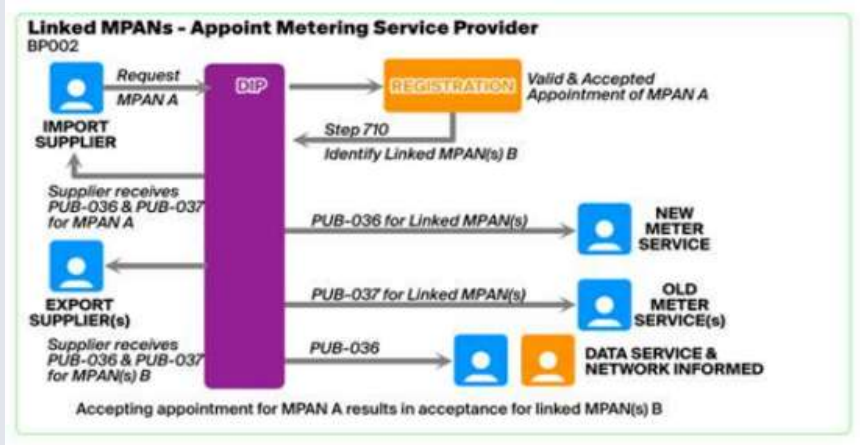 Linked MPANs - Appoint Metering Service Provider
BP002
Request
MPAN A
DIP
REGISTRATION
Valid & Accepted
Appointment of MPAN A
IMPORT
SUPPLIER
Step 710
Identify Linked MPAN(s) B
Supplier receives
PUB-036 & PUB-037
for MPAN A
PUB-036 for Linked MPAN(s)
NEW
METER
SERVICE
EXPORT
SUPPLIER(s)
PUB-037 for Linked MPAN(s)
OLD
METER
SERVICE(s)
Supplier receives
PUB-036 & PUB-037
for MPAN(s) B
PUB-036
DATA SERVICE &
NETWORK INFORMED
Accepting appointment for MPAN A results in acceptance for linked MPAN(s) B